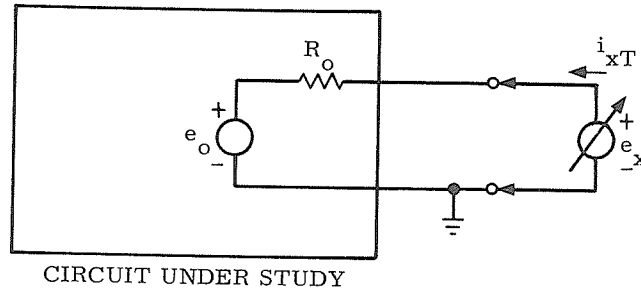 R_o
i_xT
+
e_o
-
+
e_x
-
CIRCUIT UNDER STUDY